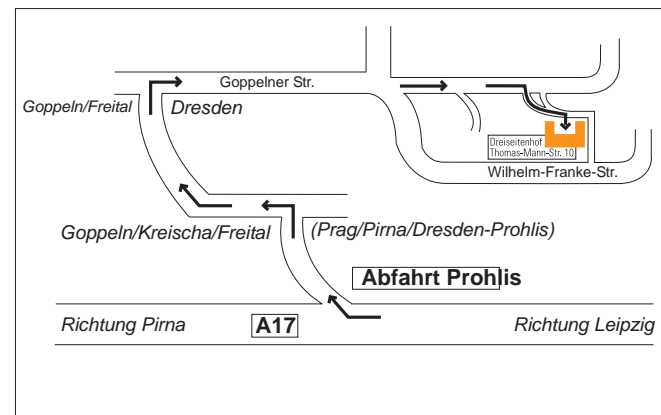 Goppelner Str.
Goppeln/Freital
Dresden
Dreiseitenhof
Thomas-Mann-Str. 10
Wilhelm-Franke-Str.
Goppeln/Kreischa/Freital
(Prag/Pirna/Dresden-Prohlis)
Abfahrt Prohlis
Richtung Pirna
A17
Richtung Leipzig